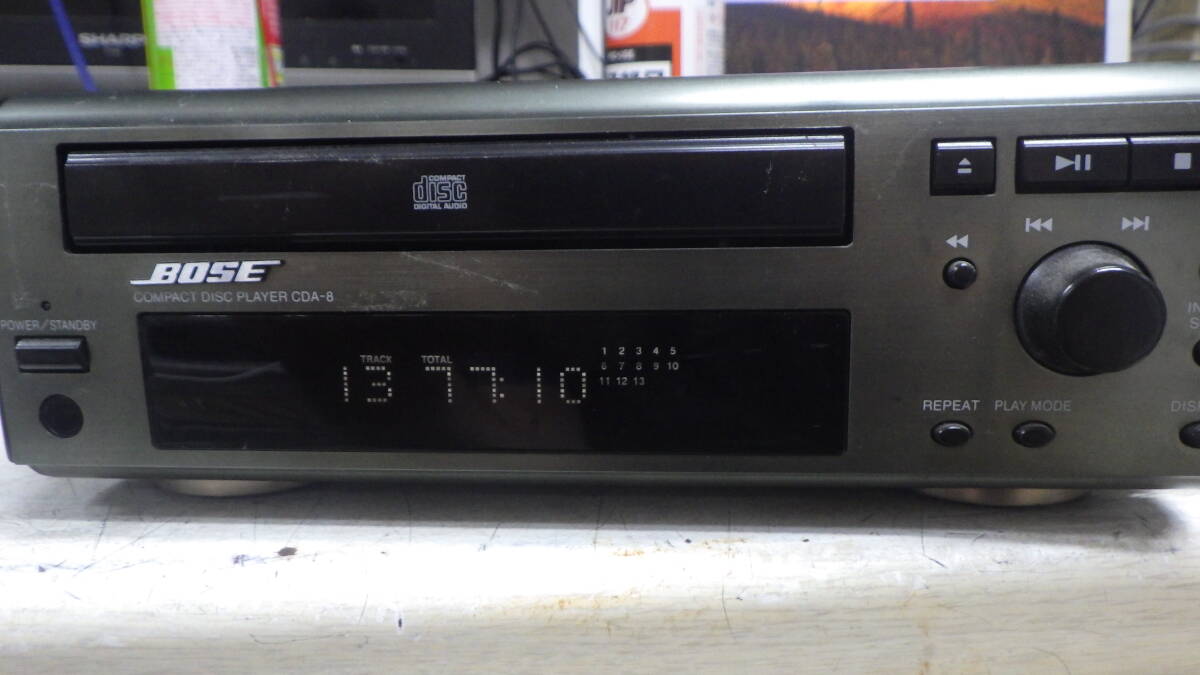 SHARP
COMPACT
disc
DIGITAL AUDIO
BOSE
COMPACT DISC PLAYER CDA-8
POWER/STANDBY
TRACK TOTAL
13 77:10
1 2 3 4 5
6 7 8 9 10
11 12 13
REPEAT PLAY MODE